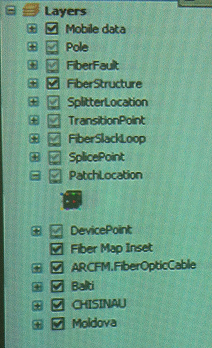 Layers
Mobile data
Pole
FiberFault
FiberStructure
SplitterLocation
TransitionPoint
FiberSlackLoop
SplicePoint
PatchLocation
DevicePoint
Fiber Map Inset
ARCFM.FiberOpticCable
Balti
CHISINAU
Moldova